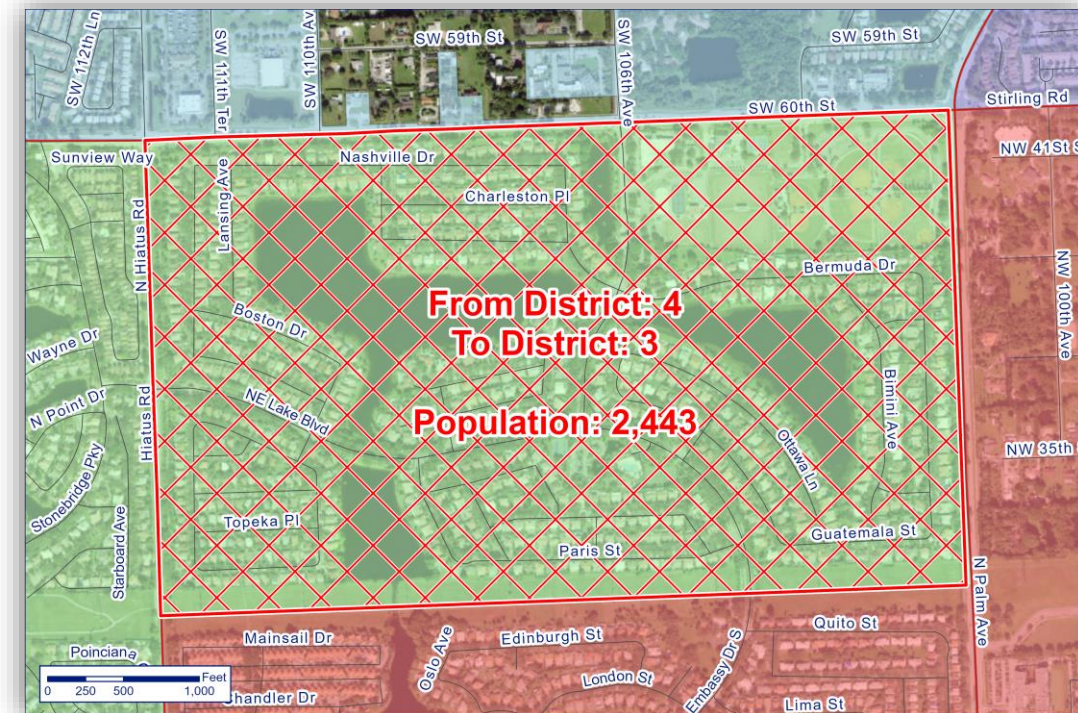 SW 112th Ln
SW 111th Ter
SW 110th Av
SW 59th St
SW 106th Ave
SW 59th St
SW 60th St
Stirling Rd
Sunview Way
Nashville Dr
NW 41St S
Lansing Ave
Charleston Pl
N Hiatus Rd
Bermuda Dr
NW 100th Ave
From District: 4
To District: 3
Boston Dr
Wayne Dr
N Point Dr
NE Lake Blvd
Bimini Ave
Population: 2,443
Hiatus Rd
Ottawa Ln
NW 35th
Stonebridge Pky
Topeka Pl
Guatemala St
Starboard Ave
Paris St
N Palm Ave
Mainsail Dr
Oslo Ave
Edinburgh St
Embassy Dr S
Quito St
Poinciana
London St
Feet
0 250 500 1,000
Chandler Dr
Lima St